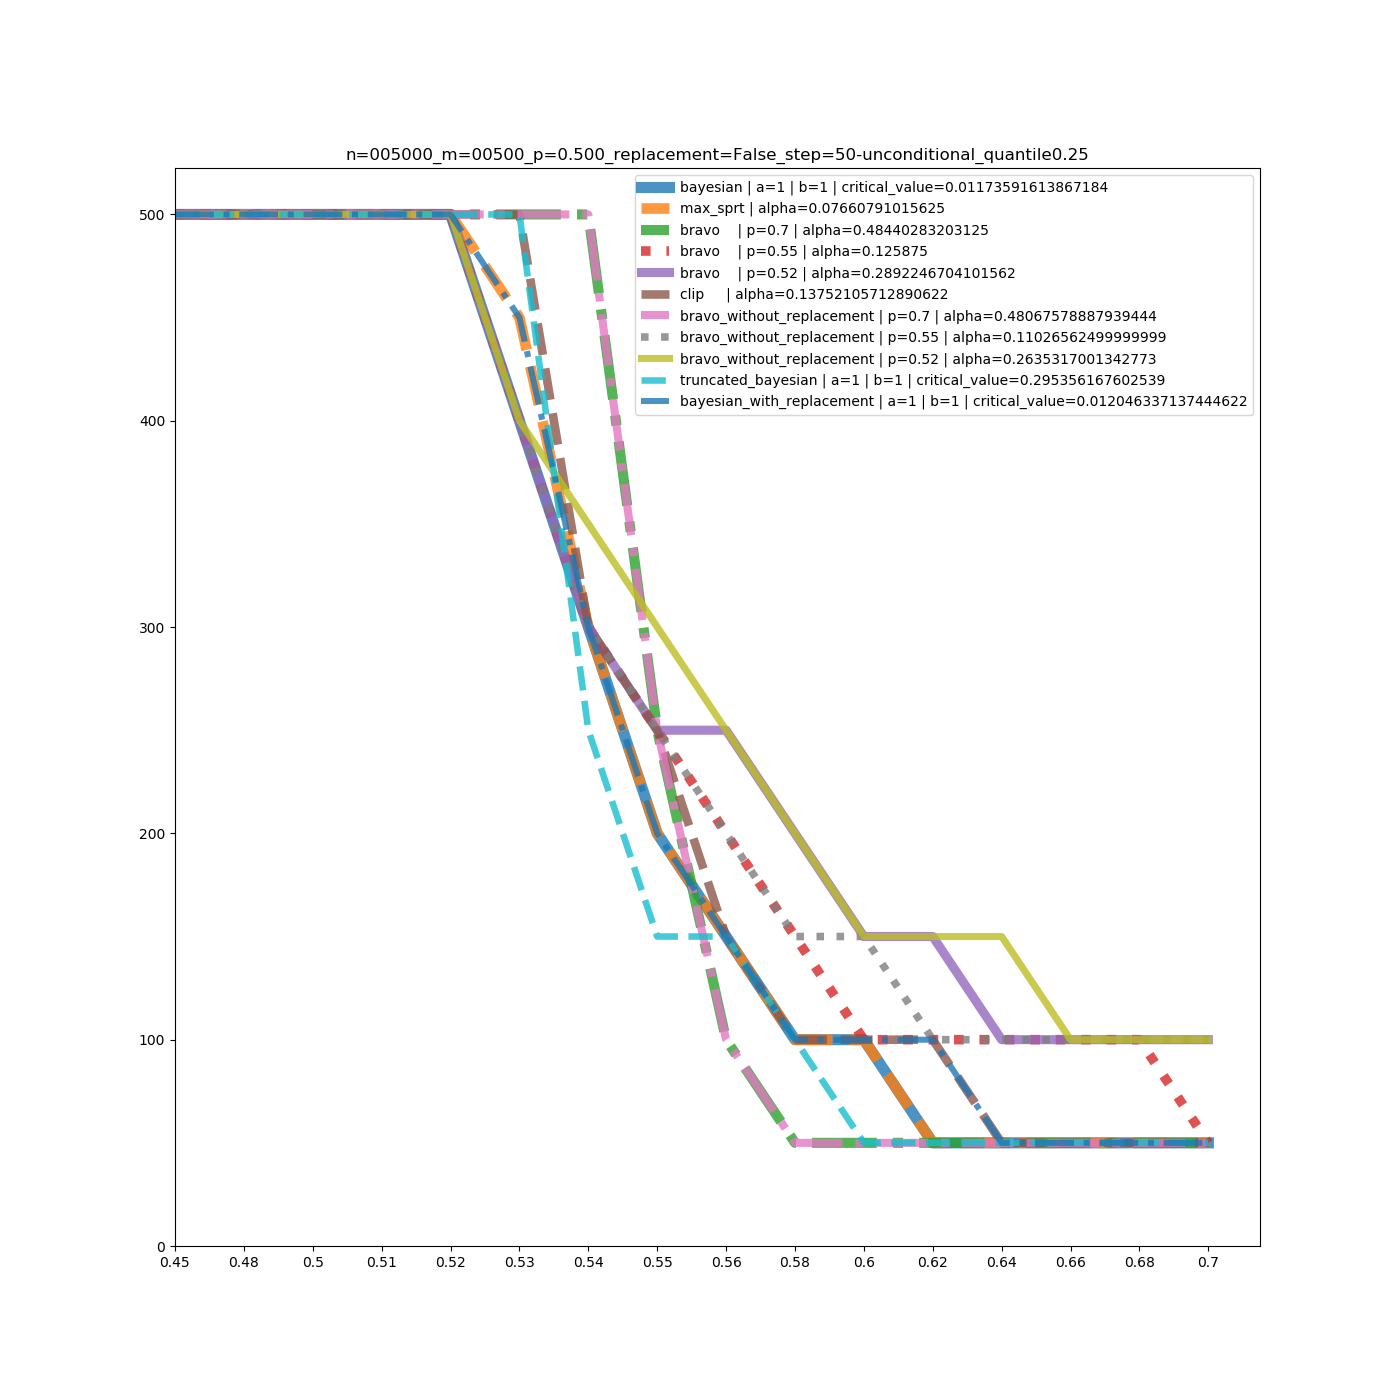 n=005000_m=00500_p=0.500_replacement=False_step=50-unconditional_quantile0.25
bayesian | a=1 | b=1 | critical_value=0.01173591613867184
max_sprt | alpha=0.07660791015625
bravo    | p=0.7 | alpha=0.48440283203125
bravo    | p=0.55 | alpha=0.125875
bravo    | p=0.52 | alpha=0.2892246704101562
clip     | alpha=0.13752105712890622
bravo_without_replacement | p=0.7 | alpha=0.48067578887939444
bravo_without_replacement | p=0.55 | alpha=0.11026562499999999
bravo_without_replacement | p=0.52 | alpha=0.2635317001342773
truncated_bayesian | a=1 | b=1 | critical_value=0.295356167602539
bayesian_with_replacement | a=1 | b=1 | critical_value=0.012046337137444622
500
400
300
200
100
0
0.45 0.48 0.5 0.51 0.52 0.53 0.54 0.55 0.56 0.58 0.6 0.62 0.64 0.66 0.68 0.7